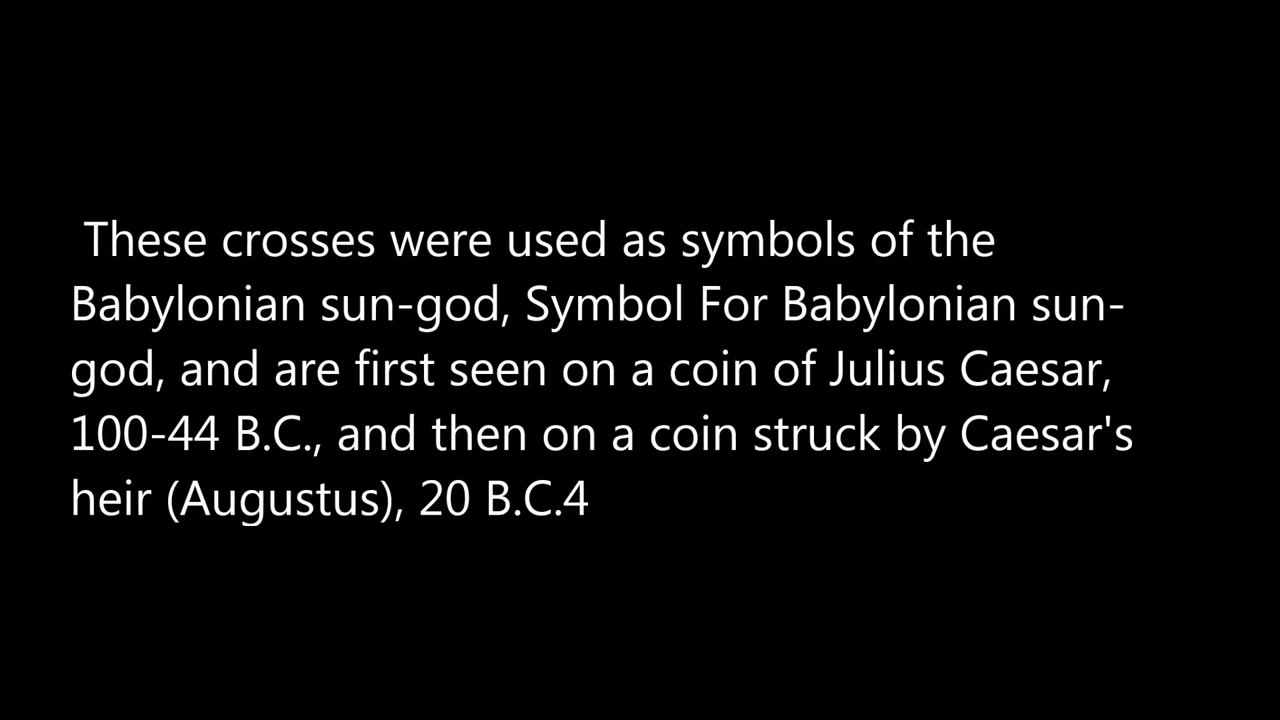 These crosses were used as symbols of the
Babylonian sun-god, Symbol For Babylonian sun-
god, and are first seen on a coin of Julius Caesar,
100-44 B.C., and then on a coin struck by Caesar's
heir (Augustus), 20 B.C.4